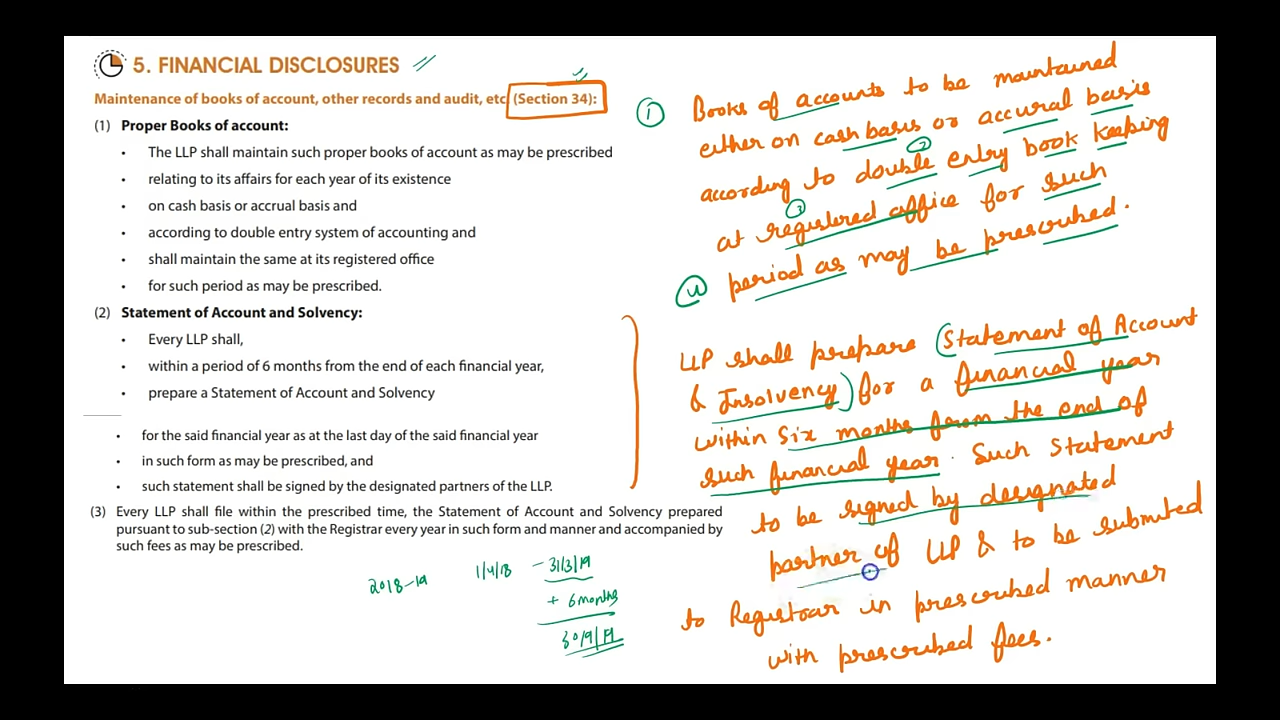 5. FINANCIAL DISCLOSURES
Maintenance of books of account, other records and audit, etc. (Section 34):
(1) Proper Books of account:
• The LLP shall maintain such proper books of account as may be prescribed
• relating to its affairs for each year of its existence
• on cash basis or accrual basis and
• according to double entry system of accounting and
• shall maintain the same at its registered office
• for such period as may be prescribed.
(2) Statement of Account and Solvency:
• Every LLP shall,
• within a period of 6 months from the end of each financial year,
• prepare a Statement of Account and Solvency
• for the said financial year as at the last day of the said financial year
• in such form as may be prescribed, and
• such statement shall be signed by the designated partners of the LLP.
(3) Every LLP shall file within the prescribed time, the Statement of Account and Solvency prepared
pursuant to sub-section (2) with the Registrar every year in such form and manner and accompanied by
such fees as may be prescribed.
2018-19 1/4/18 - 31/3/19
+ 6 months
30/9/19
(1) Books of accounts to be maintained
either on cash basis or accural basis
(2)
according to double entry book keeping
(3)
at registered office for such
(4) period as may be prescribed.
LLP shall prepare (Statement of Account
& Insolvency) for a financial year
within six months from the end of
such financial year. Such statement
to be signed by designated
partner of LLP & to be submitted
to Registrar in prescribed manner
with prescribed fees.